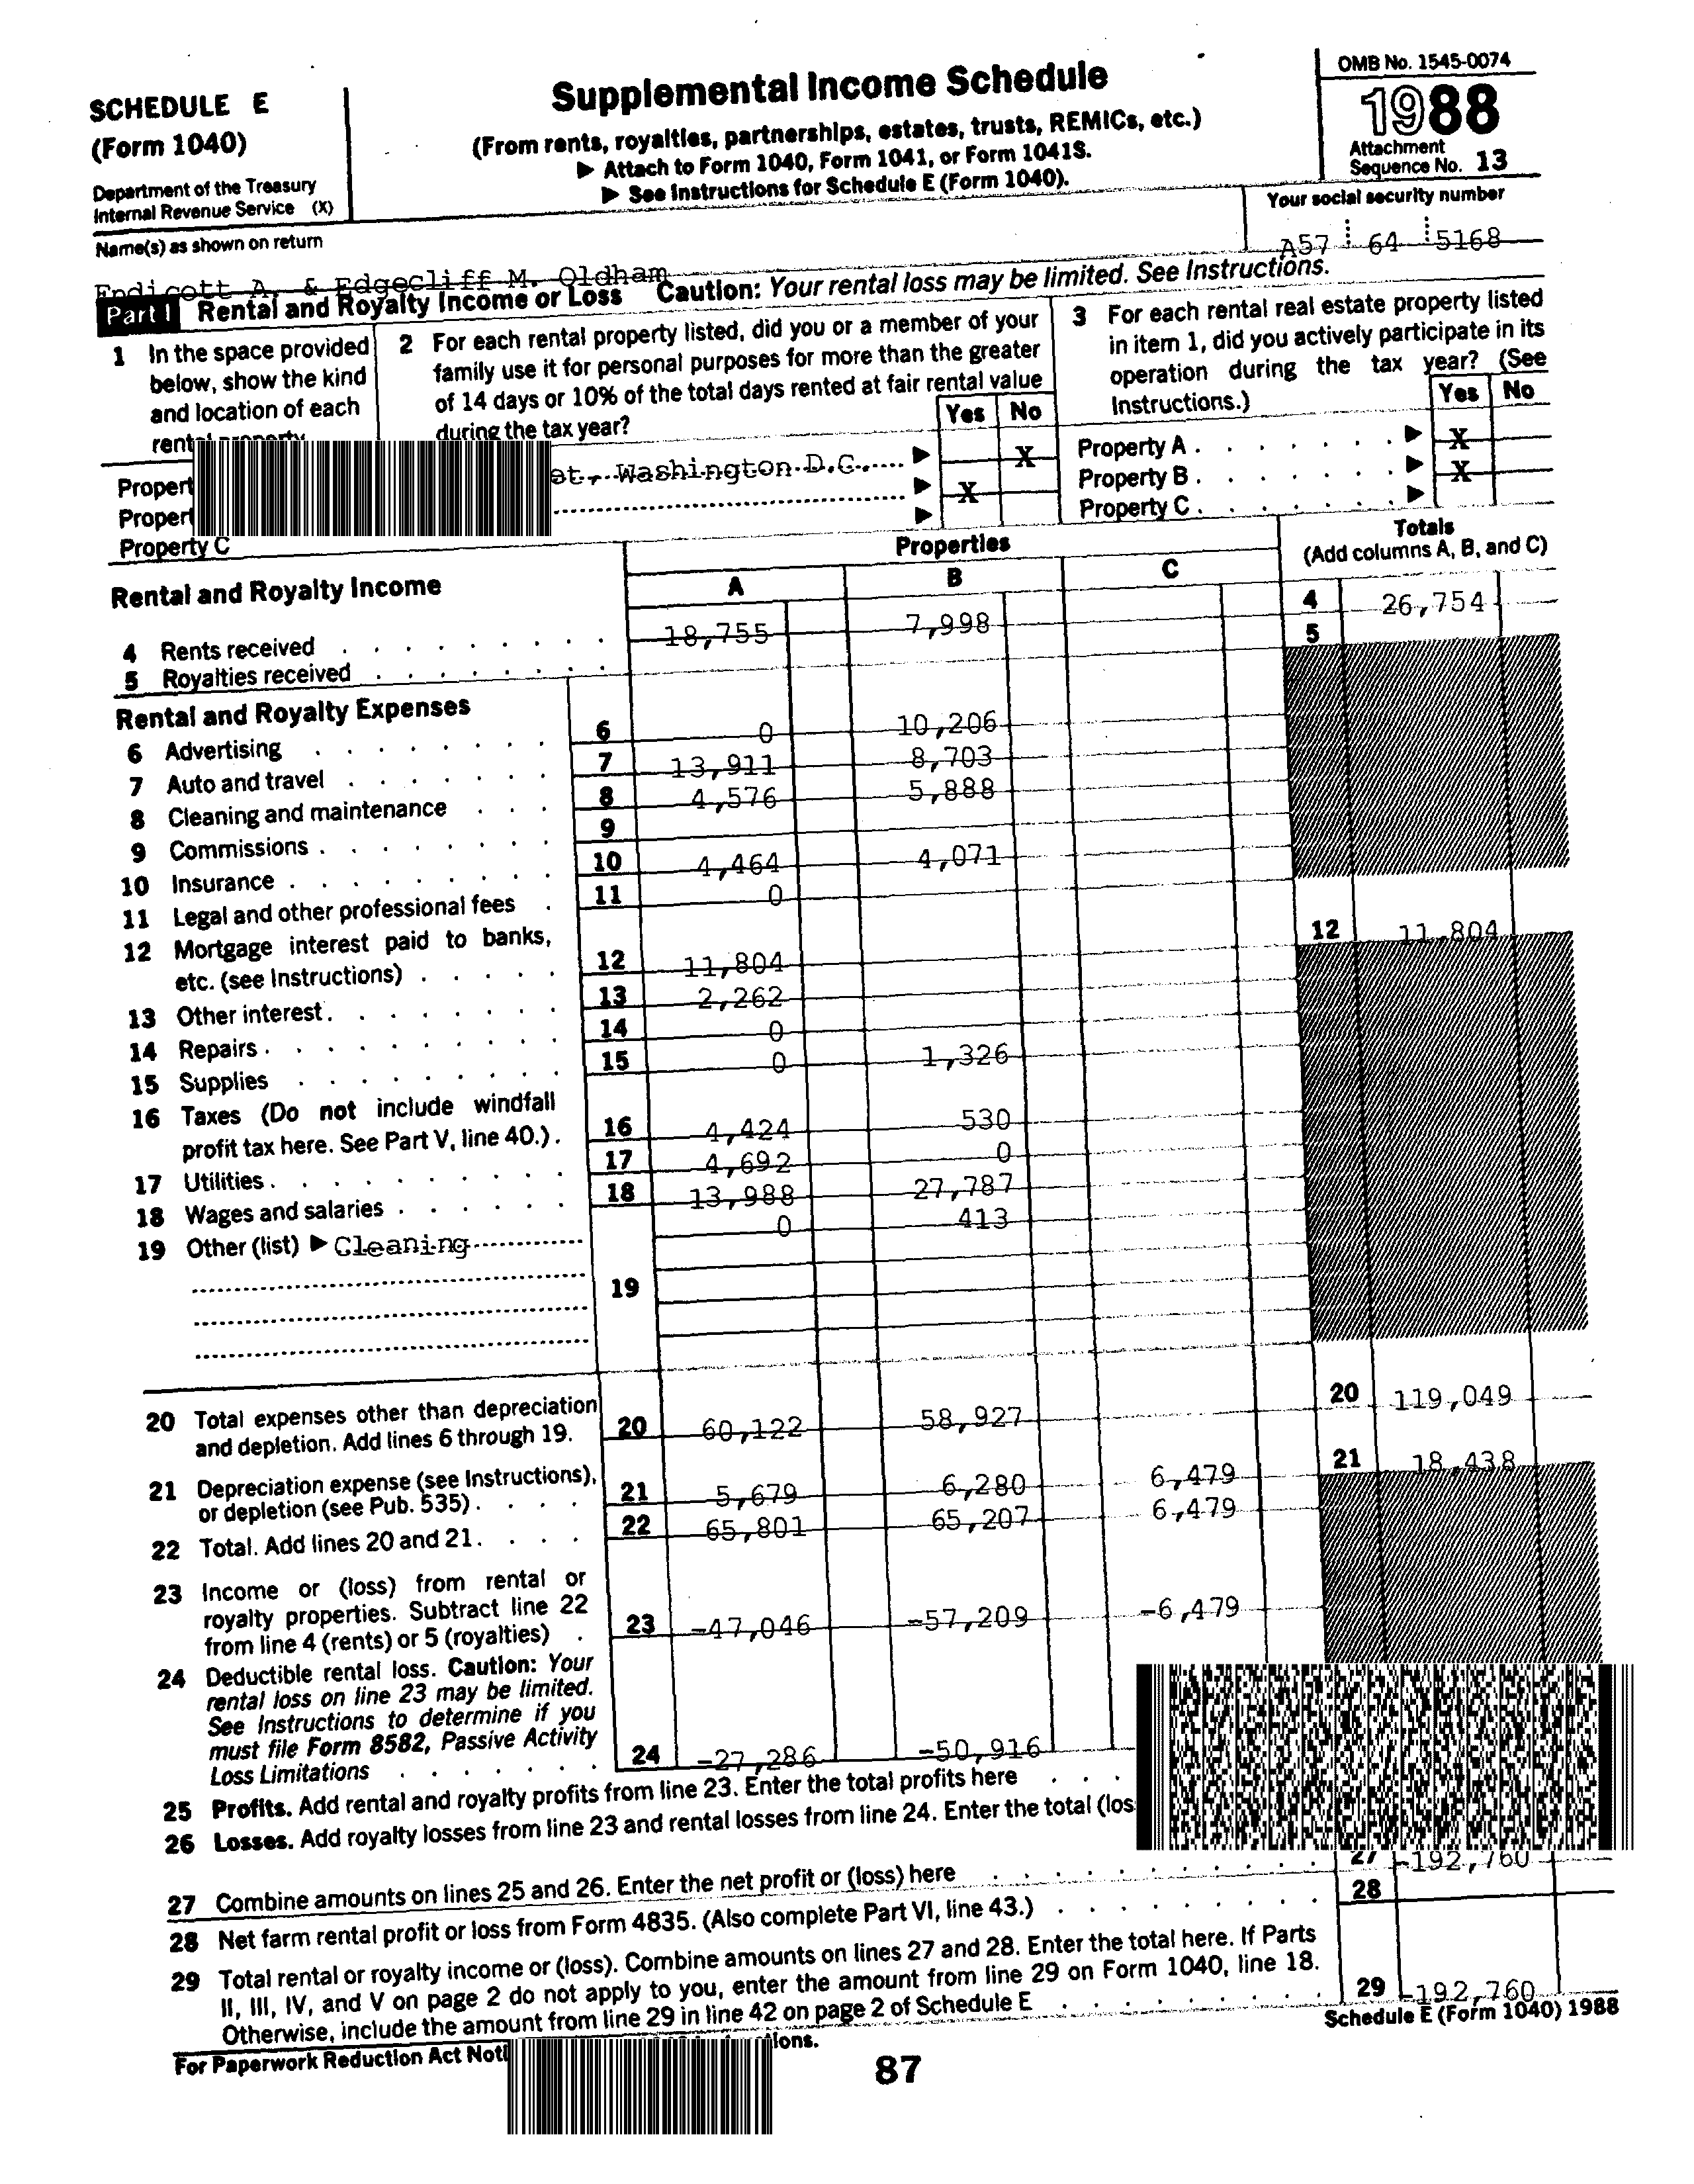 SCHEDULE E
(Form 1040)
Department of the Treasury
Internal Revenue Service (X)
Supplemental Income Schedule
(From rents, royalties, partnerships, estates, trusts, REMICs, etc.)
▶ Attach to Form 1040, Form 1041, or Form 1041S.
▶ See Instructions for Schedule E (Form 1040).
OMB No. 1545-0074
1988
Attachment
Sequence No. 13
Name(s) as shown on return
Endicott A. & Edgecliff M. Oldham
Your social security number
A57 64 5168
Part I Rental and Royalty Income or Loss Caution: Your rental loss may be limited. See Instructions.
1 In the space provided
below, show the kind
and location of each
rental property
2 For each rental property listed, did you or a member of your
family use it for personal purposes for more than the greater
of 14 days or 10% of the total days rented at fair rental value
during the tax year?
Yes No
3 For each rental real estate property listed
in item 1, did you actively participate in its
operation during the tax year? (See
Instructions.)
Yes No
Propert et, Washington D.C. ▶ X
Propert ▶ X
Property C ▶
Property A ▶ X
Property B ▶ X
Property C ▶
Rental and Royalty Income
Properties
A B C
Totals
(Add columns A, B, and C)
4 Rents received 18,755 7,998 4 26,754
5 Royalties received 5
Rental and Royalty Expenses
6 Advertising 6 0 10,206
7 Auto and travel 7 13,911 8,703
8 Cleaning and maintenance 8 4,576 5,888
9 Commissions 9
10 Insurance 10 4,464 4,071
11 Legal and other professional fees 11 0
12 Mortgage interest paid to banks,
etc. (see Instructions) 12 11,804 12 11,804
13 Other interest 13 2,262
14 Repairs 14 0
15 Supplies 15 0 1,326
16 Taxes (Do not include windfall
profit tax here. See Part V, line 40.) 16 4,424 530
17 Utilities 17 4,692 0
18 Wages and salaries 18 13,988 27,787
19 Other (list) ▶ Cleaning 0 413
19
20 Total expenses other than depreciation
and depletion. Add lines 6 through 19. 20 60,122 58,927 20 119,049
21 Depreciation expense (see Instructions),
or depletion (see Pub. 535) 21 5,679 6,280 6,479 21 18,438
22 Total. Add lines 20 and 21 22 65,801 65,207 6,479
23 Income or (loss) from rental or
royalty properties. Subtract line 22
from line 4 (rents) or 5 (royalties) 23 -47,046 -57,209 -6,479
24 Deductible rental loss. Caution: Your
rental loss on line 23 may be limited.
See Instructions to determine if you
must file Form 8582, Passive Activity
Loss Limitations 24 -27,286 -50,916
25 Profits. Add rental and royalty profits from line 23. Enter the total profits here
26 Losses. Add royalty losses from line 23 and rental losses from line 24. Enter the total (los
27 Combine amounts on lines 25 and 26. Enter the net profit or (loss) here 27 -192,760
28 Net farm rental profit or loss from Form 4835. (Also complete Part VI, line 43.) 28
29 Total rental or royalty income or (loss). Combine amounts on lines 27 and 28. Enter the total here. If Parts
II, III, IV, and V on page 2 do not apply to you, enter the amount from line 29 on Form 1040, line 18.
Otherwise, include the amount from line 29 in line 42 on page 2 of Schedule E 29 -192,760
For Paperwork Reduction Act Noti tions.
87
Schedule E (Form 1040) 1988